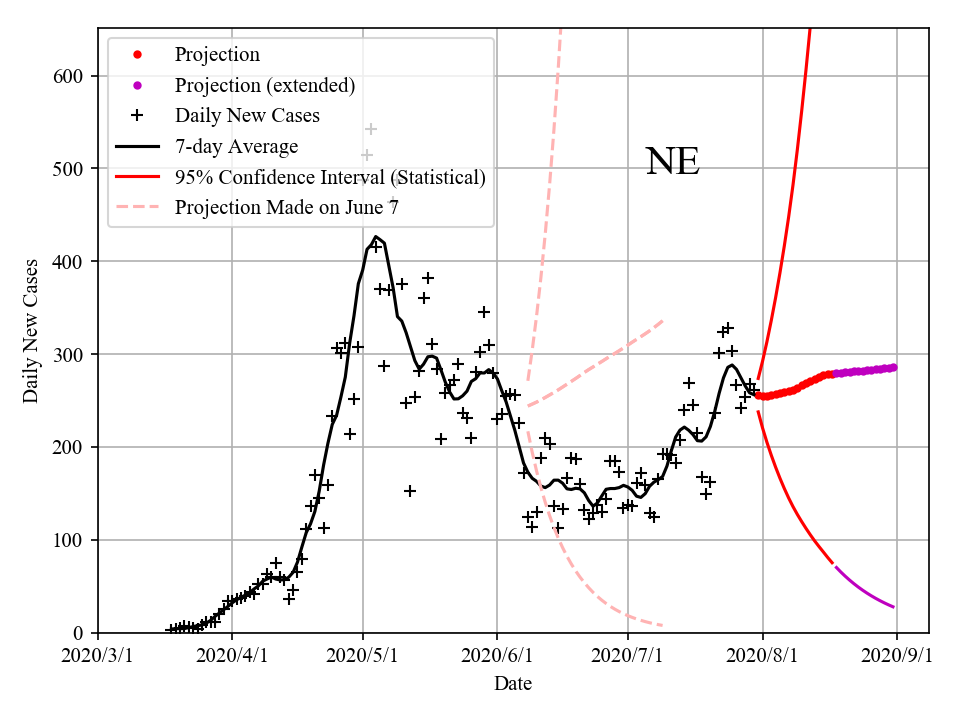 Projection
Projection (extended)
Daily New Cases
7-day Average
95% Confidence Interval (Statistical)
Projection Made on June 7
NE
600
500
400
300
200
100
0
Daily New Cases
2020/3/1 2020/4/1 2020/5/1 2020/6/1 2020/7/1 2020/8/1 2020/9/1
Date